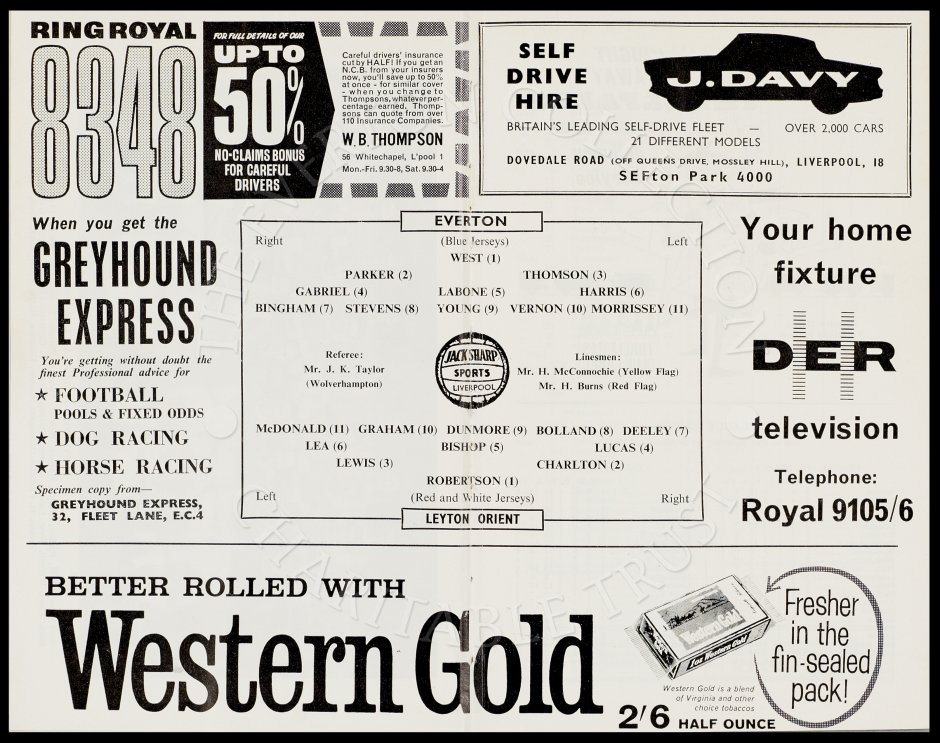 RING ROYAL
8348
FOR FULL DETAILS OF OUR
UP TO
50%
NO-CLAIMS BONUS
FOR CAREFUL
DRIVERS
Careful drivers' insurance
cut by HALF! If you get an
N.C.B. from your insurers
now, you'll save up to 50%
at once - for similar cover
- when you change to
Thompsons, whatever per-
centage earned. Thomp-
sons can quote from over
110 Insurance Companies.
W. B. THOMPSON
56 Whitechapel, L'pool 1
Mon.-Fri. 9.30-8, Sat. 9.30-4
SELF
DRIVE
HIRE
J. DAVY
BRITAIN'S LEADING SELF-DRIVE FLEET — OVER 2,000 CARS
21 DIFFERENT MODELS
DOVEDALE ROAD (OFF QUEENS DRIVE, MOSSLEY HILL), LIVERPOOL, 18
SEFton Park 4000
When you get the
GREYHOUND
EXPRESS
You're getting without doubt the
finest Professional advice for
★ FOOTBALL
POOLS & FIXED ODDS
★ DOG RACING
★ HORSE RACING
Specimen copy from—
GREYHOUND EXPRESS,
32, FLEET LANE, E.C.4
EVERTON
Right (Blue Jerseys) Left
WEST (1)
PARKER (2) THOMSON (3)
GABRIEL (4) LABONE (5) HARRIS (6)
BINGHAM (7) STEVENS (8) YOUNG (9) VERNON (10) MORRISSEY (11)
Referee:
Mr. J. K. Taylor
(Wolverhampton)
JACK SHARP
SPORTS
LIVERPOOL
Linesmen:
Mr. H. McConnochie (Yellow Flag)
Mr. H. Burns (Red Flag)
McDONALD (11) GRAHAM (10) DUNMORE (9) BOLLAND (8) DEELEY (7)
LEA (6) BISHOP (5) LUCAS (4)
LEWIS (3) CHARLTON (2)
ROBERTSON (1)
Left (Red and White Jerseys) Right
LEYTON ORIENT
Your home
fixture
DER
television
Telephone:
Royal 9105/6
BETTER ROLLED WITH
Western Gold
Western Gold
Fox Western Gold
Western Gold is a blend
of Virginia and other
choice tobaccos
2/6 HALF OUNCE
Fresher
in the
fin-sealed
pack!
THE EVERTON COLLECTION
CHARITABLE TRUST